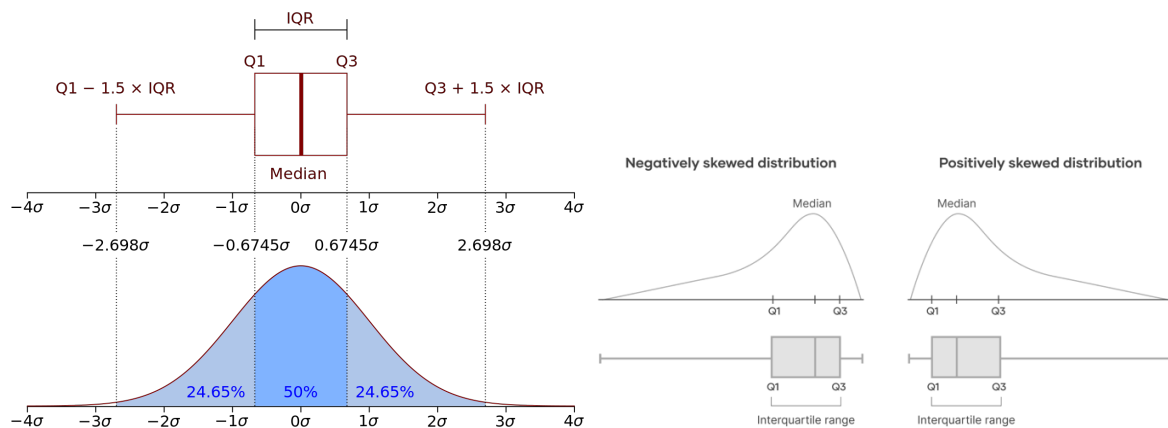 IQR
Q1 Q3
Q1 − 1.5 × IQR Q3 + 1.5 × IQR
Median
−4σ −3σ −2σ −1σ 0σ 1σ 2σ 3σ 4σ
−2.698σ −0.6745σ 0.6745σ 2.698σ
24.65% 50% 24.65%
−4σ −3σ −2σ −1σ 0σ 1σ 2σ 3σ 4σ
Negatively skewed distribution
Median
Q1 Q3
Q1 Q3
Interquartile range
Positively skewed distribution
Median
Q1 Q3
Q1 Q3
Interquartile range